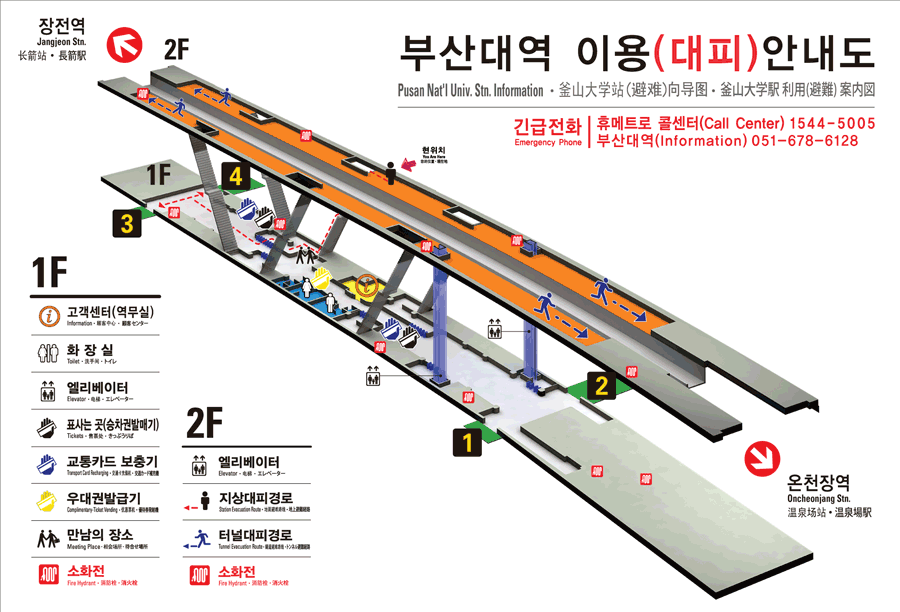 장전역
Jangjeon Stn.
长箭站・長箭駅
2F
부산대역 이용(대피)안내도
Pusan Nat'l Univ. Stn. Information ・ 釜山大学站(避难)向导图 ・ 釜山大学駅 利用(避難) 案内図
긴급전화
Emergency Phone
휴메트로 콜센터(Call Center) 1544-5005
부산대역(Information) 051-678-6128
현위치
You Are Here
1F
4
3
2
1
1F
고객센터(역무실)
Information・顾客中心・顧客センター
화 장 실
Toilet・洗手间・トイレ
엘리베이터
Elevator・电梯・エレベーター
표사는 곳(승차권발매기)
Tickets・售票处・きっぷうりば
교통카드 보충기
Transport Card Recharging
우대권발급기
Complimentary-Ticket Vending
만남의 장소
Meeting Place
소화전
Fire Hydrant・消防栓・消火栓
2F
엘리베이터
Elevator・电梯・エレベーター
지상대피경로
Station Evacuation Route
터널대피경로
Tunnel Evacuation Route
소화전
Fire Hydrant・消防栓・消火栓
온천장역
Oncheonjang Stn.
温泉场站・温泉場駅